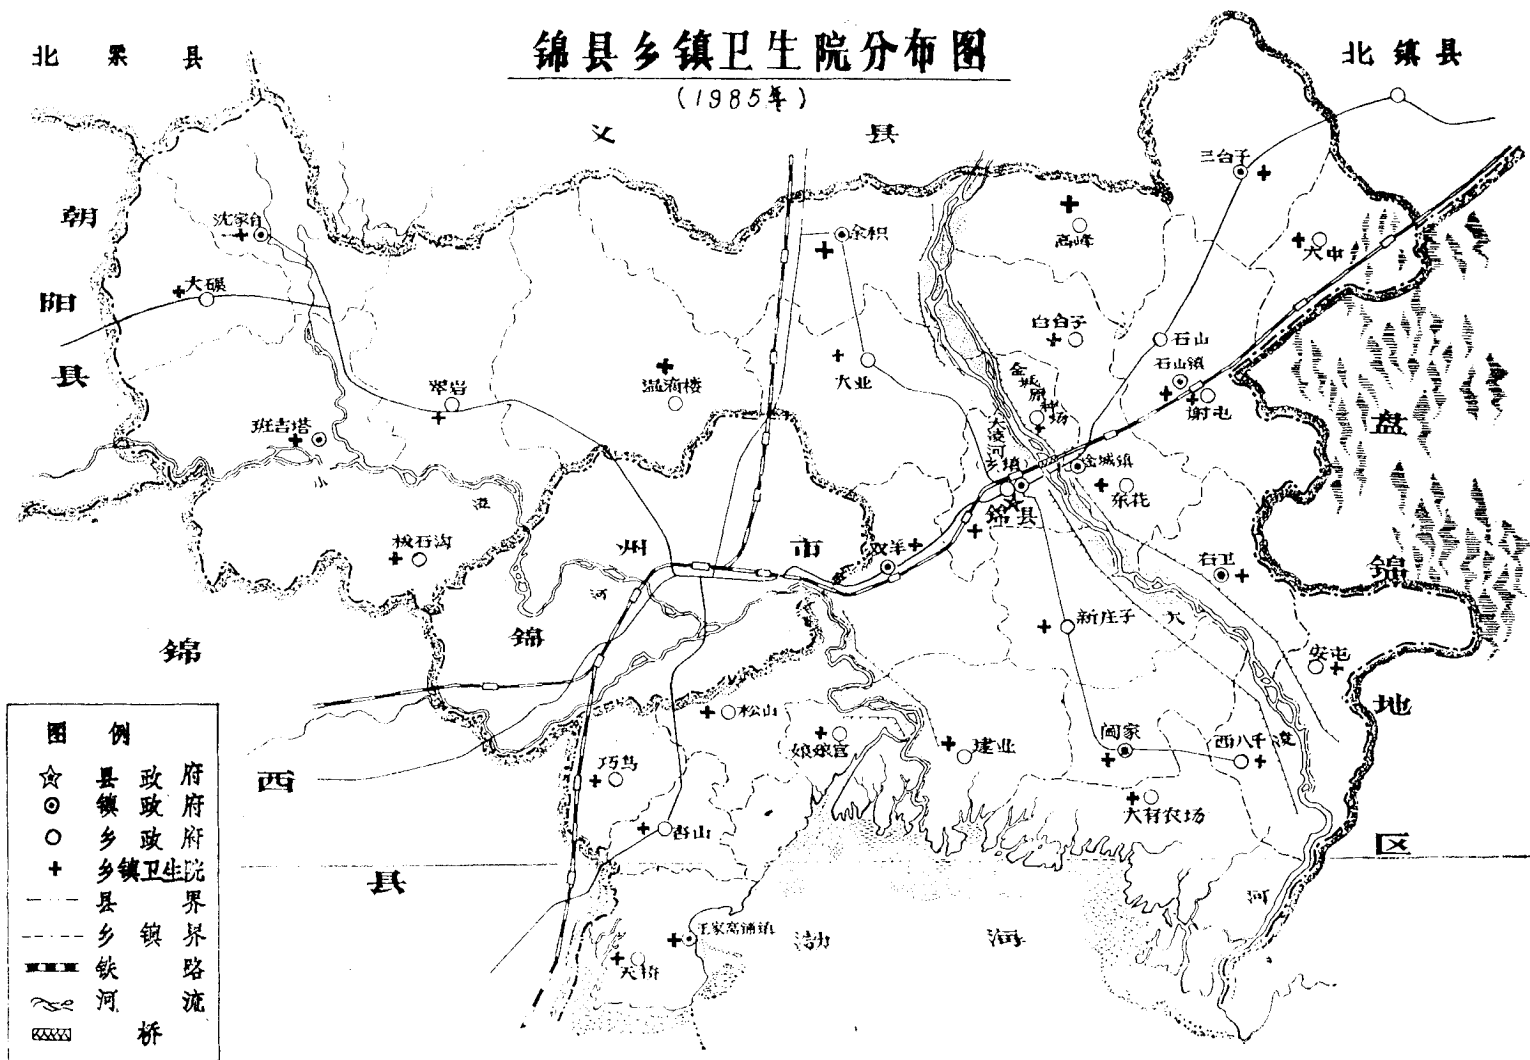 锦县乡镇卫生院分布图
(1985年)
北票县
义县
北镇县
朝阳县
盘锦地区
锦西县
锦州市
渤海
三台子
高峰
大屯
沈家台
大碾
余积
白台子
石山
石山镇
谢屯
大业
翠岩
温滴楼
班吉塔
金城原种场
大凌河乡镇
金城镇
东花
锦县
双羊
板石沟
右卫
新庄子
安屯
小凌河
大
河
松山
娘娘宫
建业
阎家
西八千
巧鸟
杏山
大有农场
王家窝铺镇
天桥
图例
县政府
镇政府
乡政府
乡镇卫生院
县界
乡镇界
铁路
河流
桥